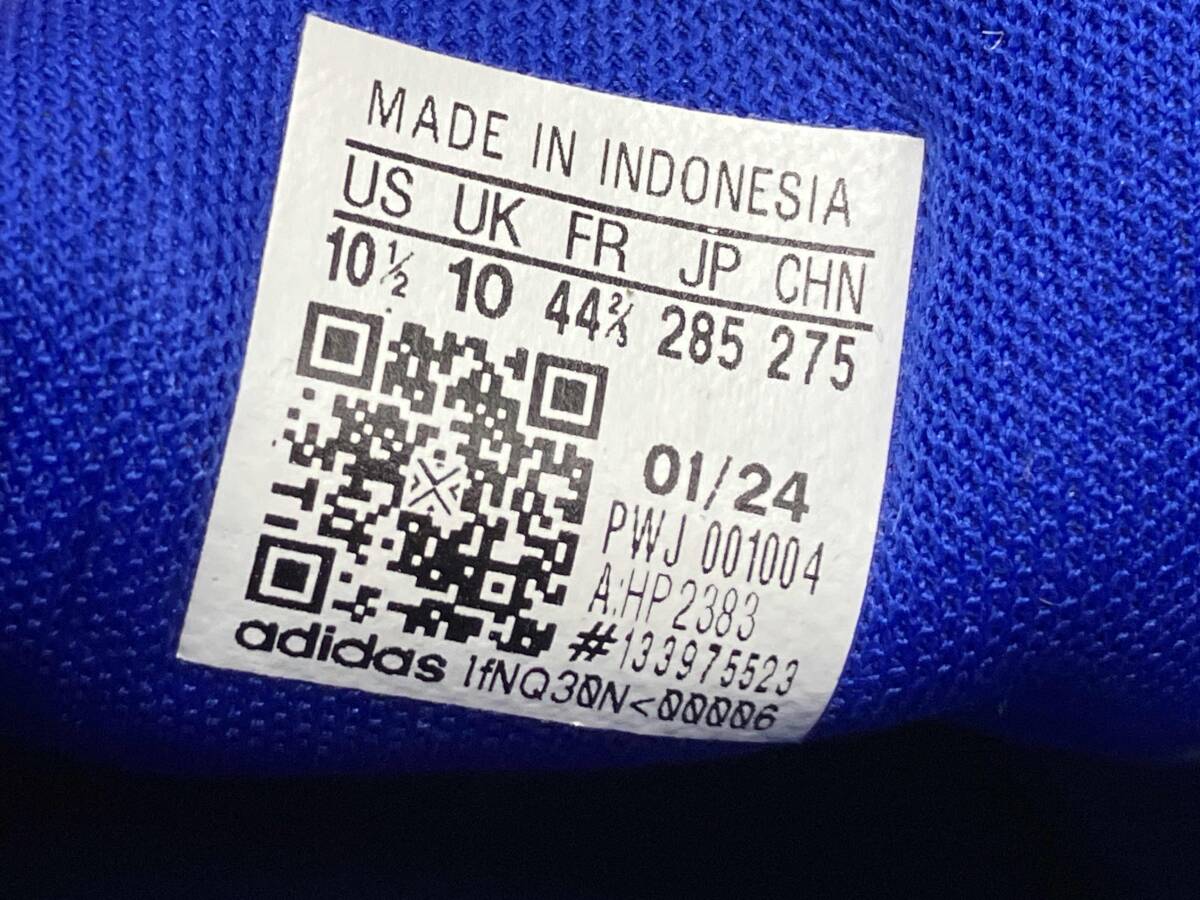 MADE IN INDONESIA
US UK FR JP CHN
10½ 10 44⅔ 285 275
01/24
PWJ 001004
A:HP2383
#133975523
adidas IfNQ30N<00006